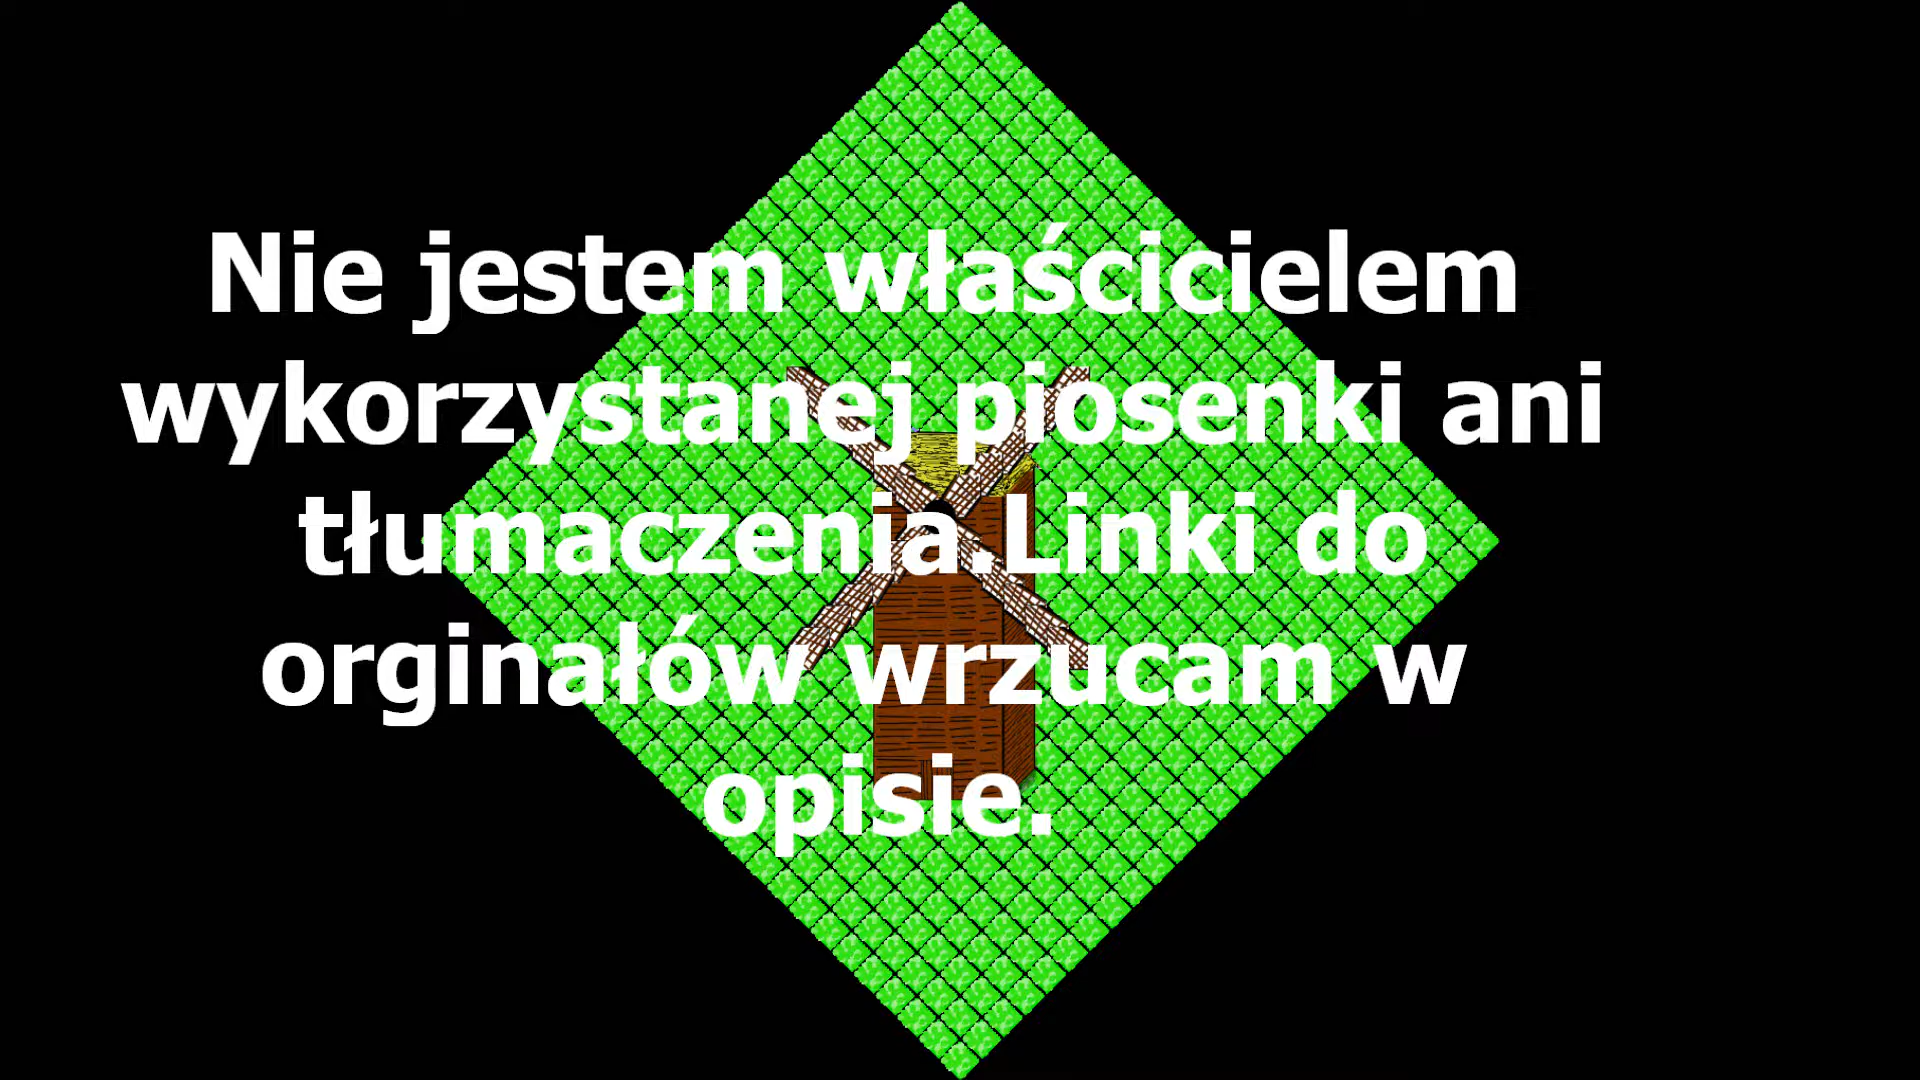 Nie jestem właścicielem
wykorzystanej piosenki ani
tłumaczenia.Linki do
orginałów wrzucam w
opisie.